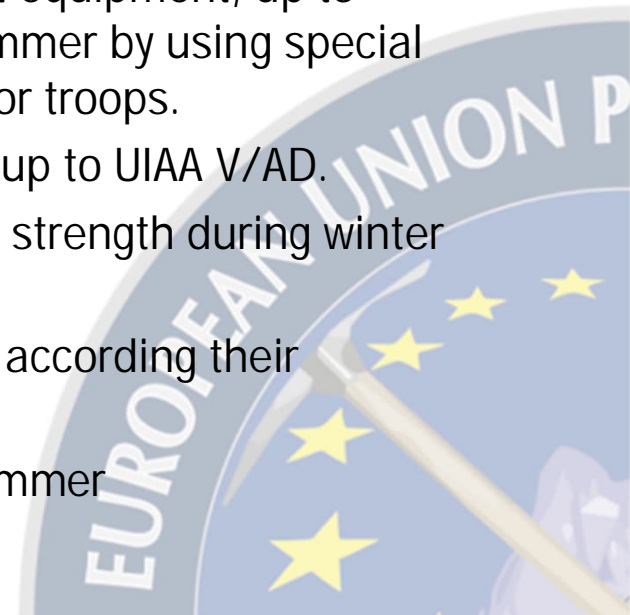 equipment, up to
mmer by using special
or troops.
up to UIAA V/AD.
strength during winter
according their
mmer
EUROPEAN UNION P